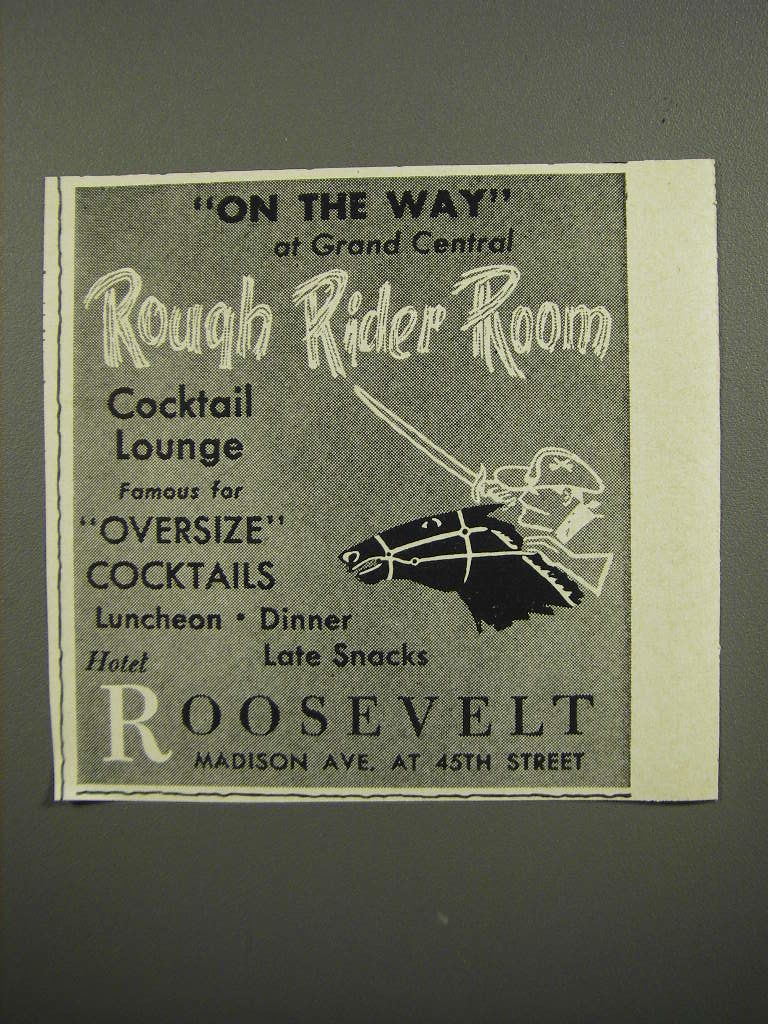 "ON THE WAY"
at Grand Central
Rough Rider Room
Cocktail
Lounge
Famous for
"OVERSIZE"
COCKTAILS
Luncheon • Dinner
Late Snacks
Hotel
ROOSEVELT
MADISON AVE. AT 45TH STREET